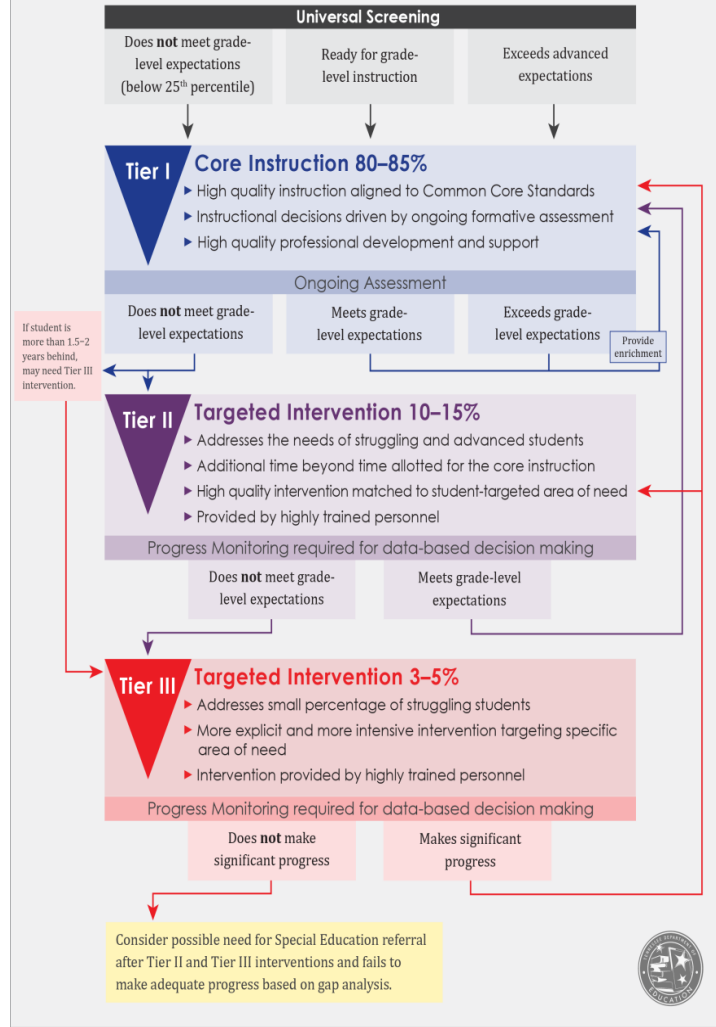 Universal Screening
Does not meet grade-
level expectations
(below 25th percentile)
Ready for grade-
level instruction
Exceeds advanced
expectations
Tier I
Core Instruction 80–85%
High quality instruction aligned to Common Core Standards
Instructional decisions driven by ongoing formative assessment
High quality professional development and support
Ongoing Assessment
Does not meet grade-
level expectations
Meets grade-
level expectations
Exceeds grade-
level expectations
Provide
enrichment
If student is
more than 1.5–2
years behind,
may need Tier III
intervention.
Tier II
Targeted Intervention 10–15%
Addresses the needs of struggling and advanced students
Additional time beyond time allotted for the core instruction
High quality intervention matched to student-targeted area of need
Provided by highly trained personnel
Progress Monitoring required for data-based decision making
Does not meet grade-
level expectations
Meets grade-level
expectations
Tier III
Targeted Intervention 3–5%
Addresses small percentage of struggling students
More explicit and more intensive intervention targeting specific
area of need
Intervention provided by highly trained personnel
Progress Monitoring required for data-based decision making
Does not make
significant progress
Makes significant
progress
Consider possible need for Special Education referral
after Tier II and Tier III interventions and fails to
make adequate progress based on gap analysis.
EDUCATION